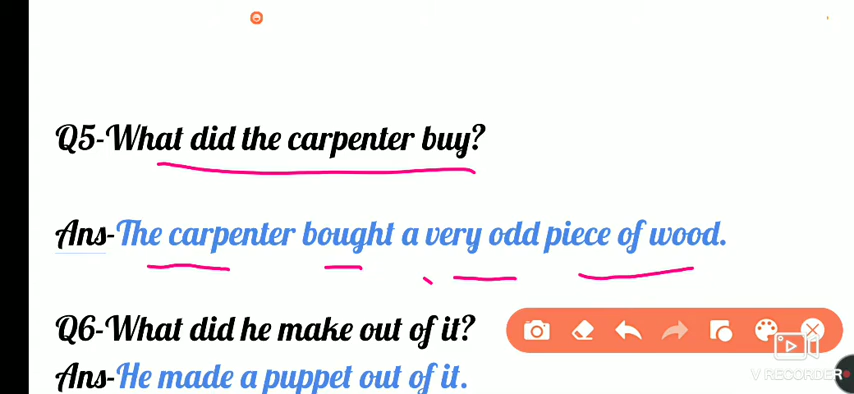 Q5-What did the carpenter buy?
Ans-The carpenter bought a very odd piece of wood.
Q6-What did he make out of it?
Ans-He made a puppet out of it.
V RECORDER